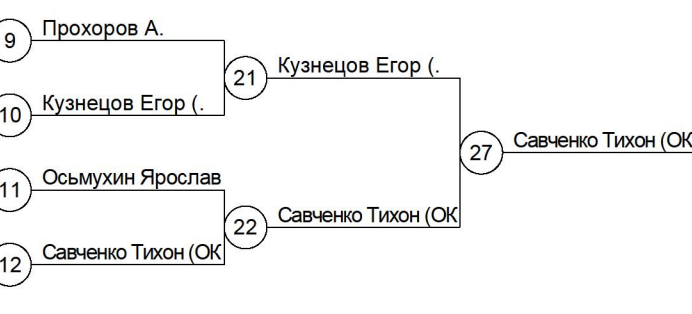 9
Прохоров А.
21
Кузнецов Егор (.
10
Кузнецов Егор (.
27
Савченко Тихон (ОК
11
Осьмухин Ярослав
22
Савченко Тихон (ОК
12
Савченко Тихон (ОК